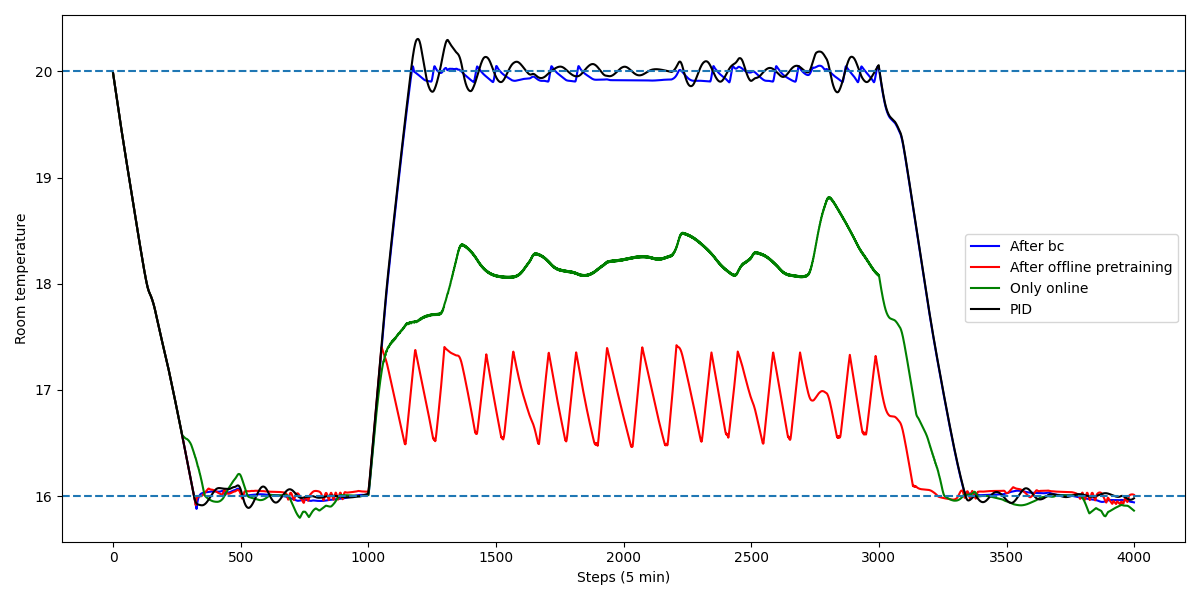 20
19
18
17
16
Room temperature
After bc
After offline pretraining
Only online
PID
0 500 1000 1500 2000 2500 3000 3500 4000
Steps (5 min)